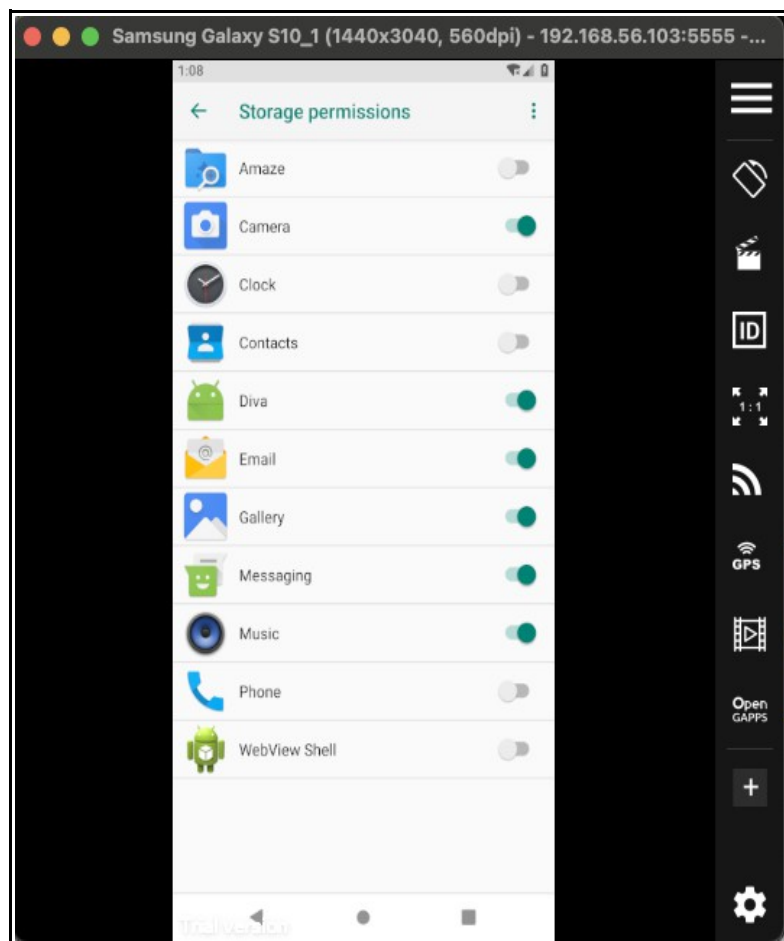 Samsung Galaxy S10_1 (1440x3040, 560dpi) - 192.168.56.103:5555 -...
1:08
Storage permissions
Amaze
Camera
Clock
ID
Contacts
1:1
Diva
@
Email
Gallery
GPS
Messaging
Music
Phone
Open
GAPPS
WebView Shell
Trial version